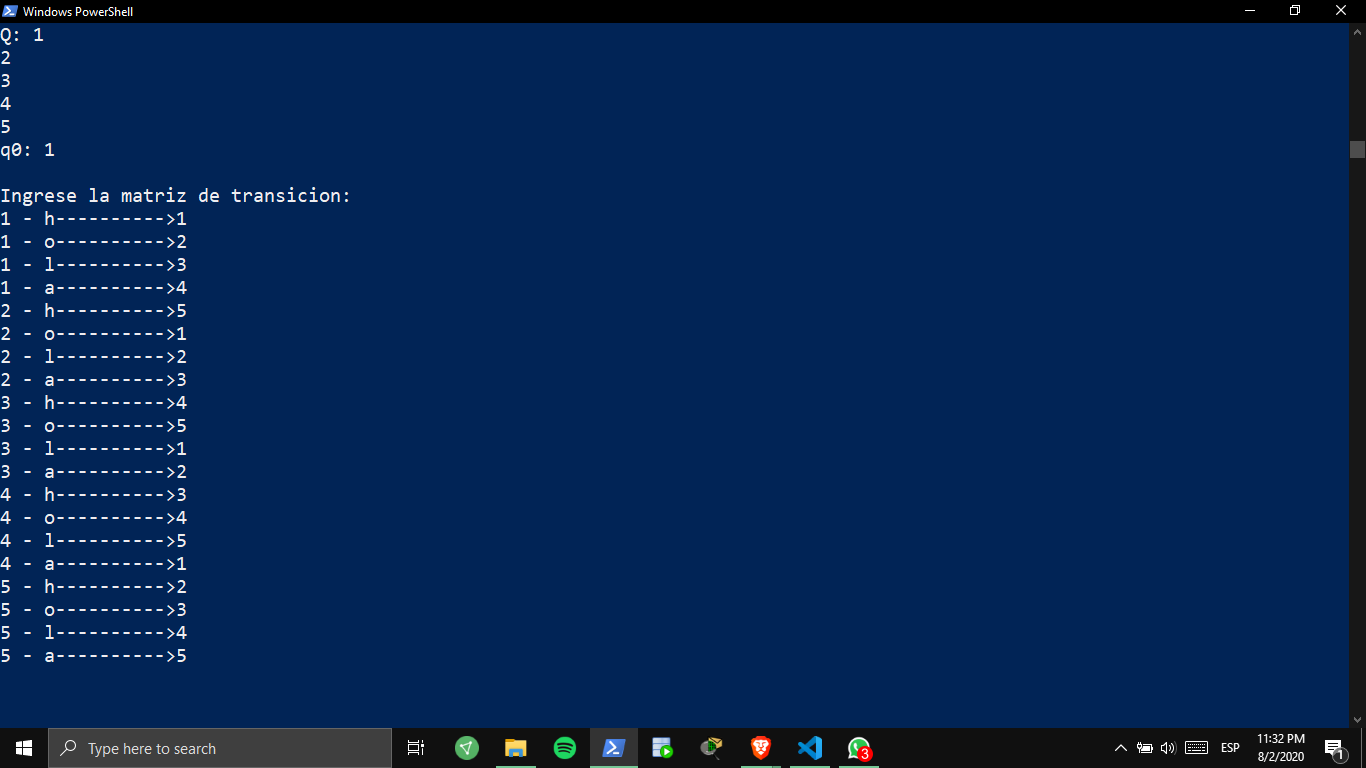 Windows PowerShell
Q: 1
2
3
4
5
q0: 1
Ingrese la matriz de transicion:
1 - h---------->1
1 - o---------->2
1 - l---------->3
1 - a---------->4
2 - h---------->5
2 - o---------->1
2 - l---------->2
2 - a---------->3
3 - h---------->4
3 - o---------->5
3 - l---------->1
3 - a---------->2
4 - h---------->3
4 - o---------->4
4 - l---------->5
4 - a---------->1
5 - h---------->2
5 - o---------->3
5 - l---------->4
5 - a---------->5
Type here to search
3
ESP
11:32 PM
8/2/2020
1